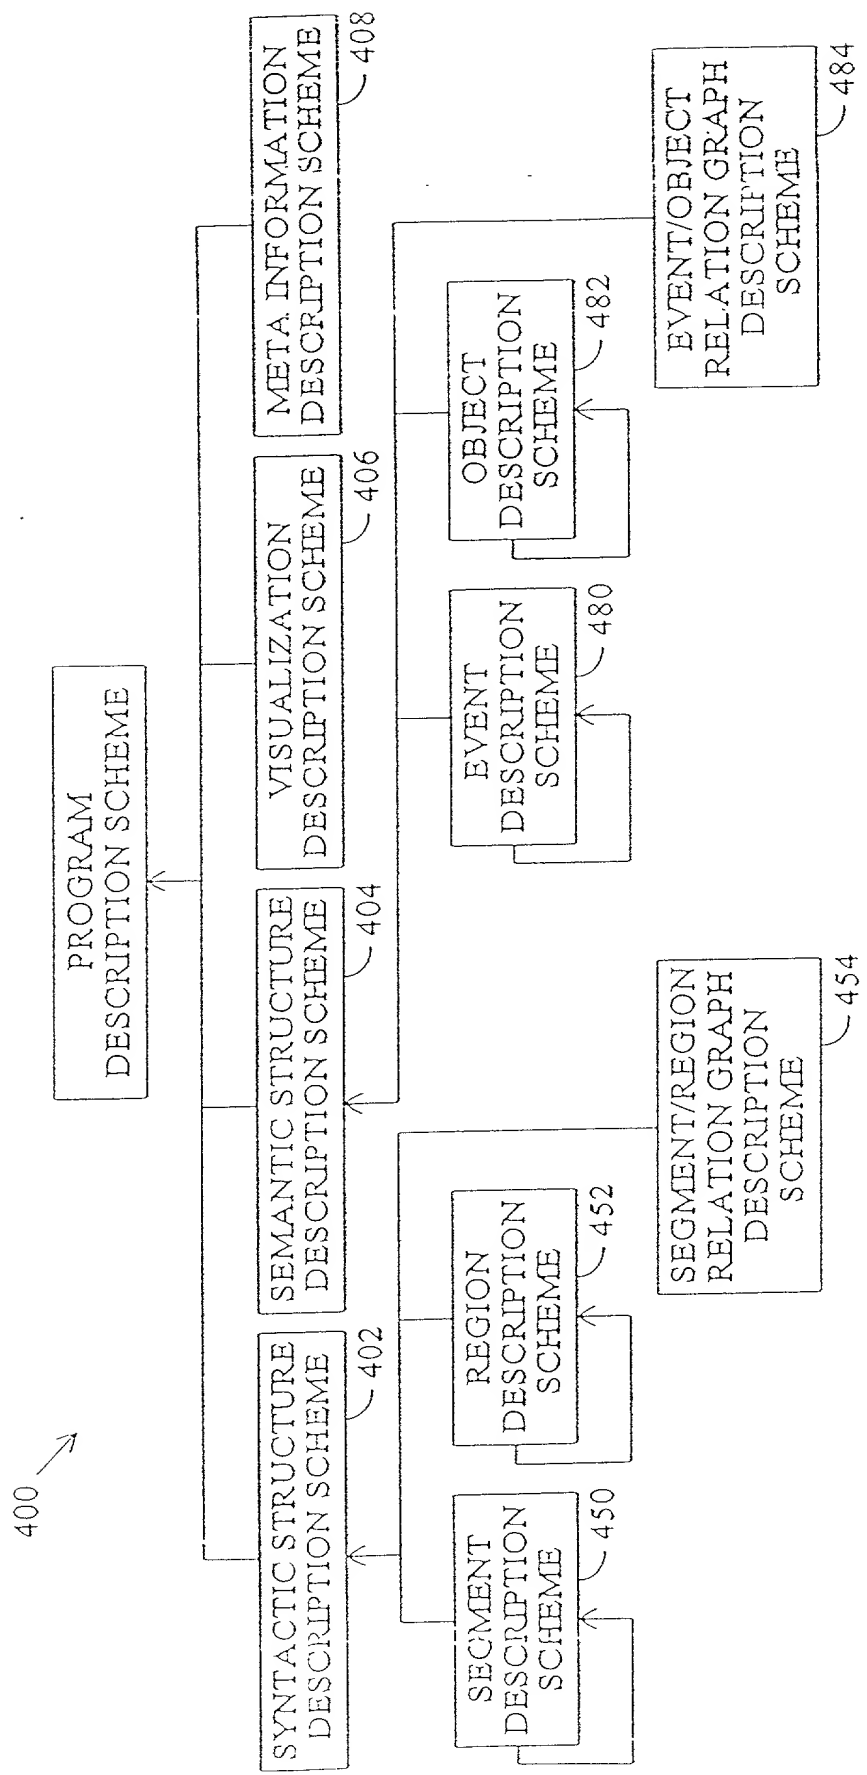 400
PROGRAM
DESCRIPTION SCHEME
SYNTACTIC STRUCTURE
DESCRIPTION SCHEME
402
SEMANTIC STRUCTURE
DESCRIPTION SCHEME
404
VISUALIZATION
DESCRIPTION SCHEME
406
META INFORMATION
DESCRIPTION SCHEME
408
SEGMENT
DESCRIPTION
SCHEME
450
REGION
DESCRIPTION
SCHEME
452
EVENT
DESCRIPTION
SCHEME
480
OBJECT
DESCRIPTION
SCHEME
482
SEGMENT/REGION
RELATION GRAPH
DESCRIPTION
SCHEME
454
EVENT/OBJECT
RELATION GRAPH
DESCRIPTION
SCHEME
484